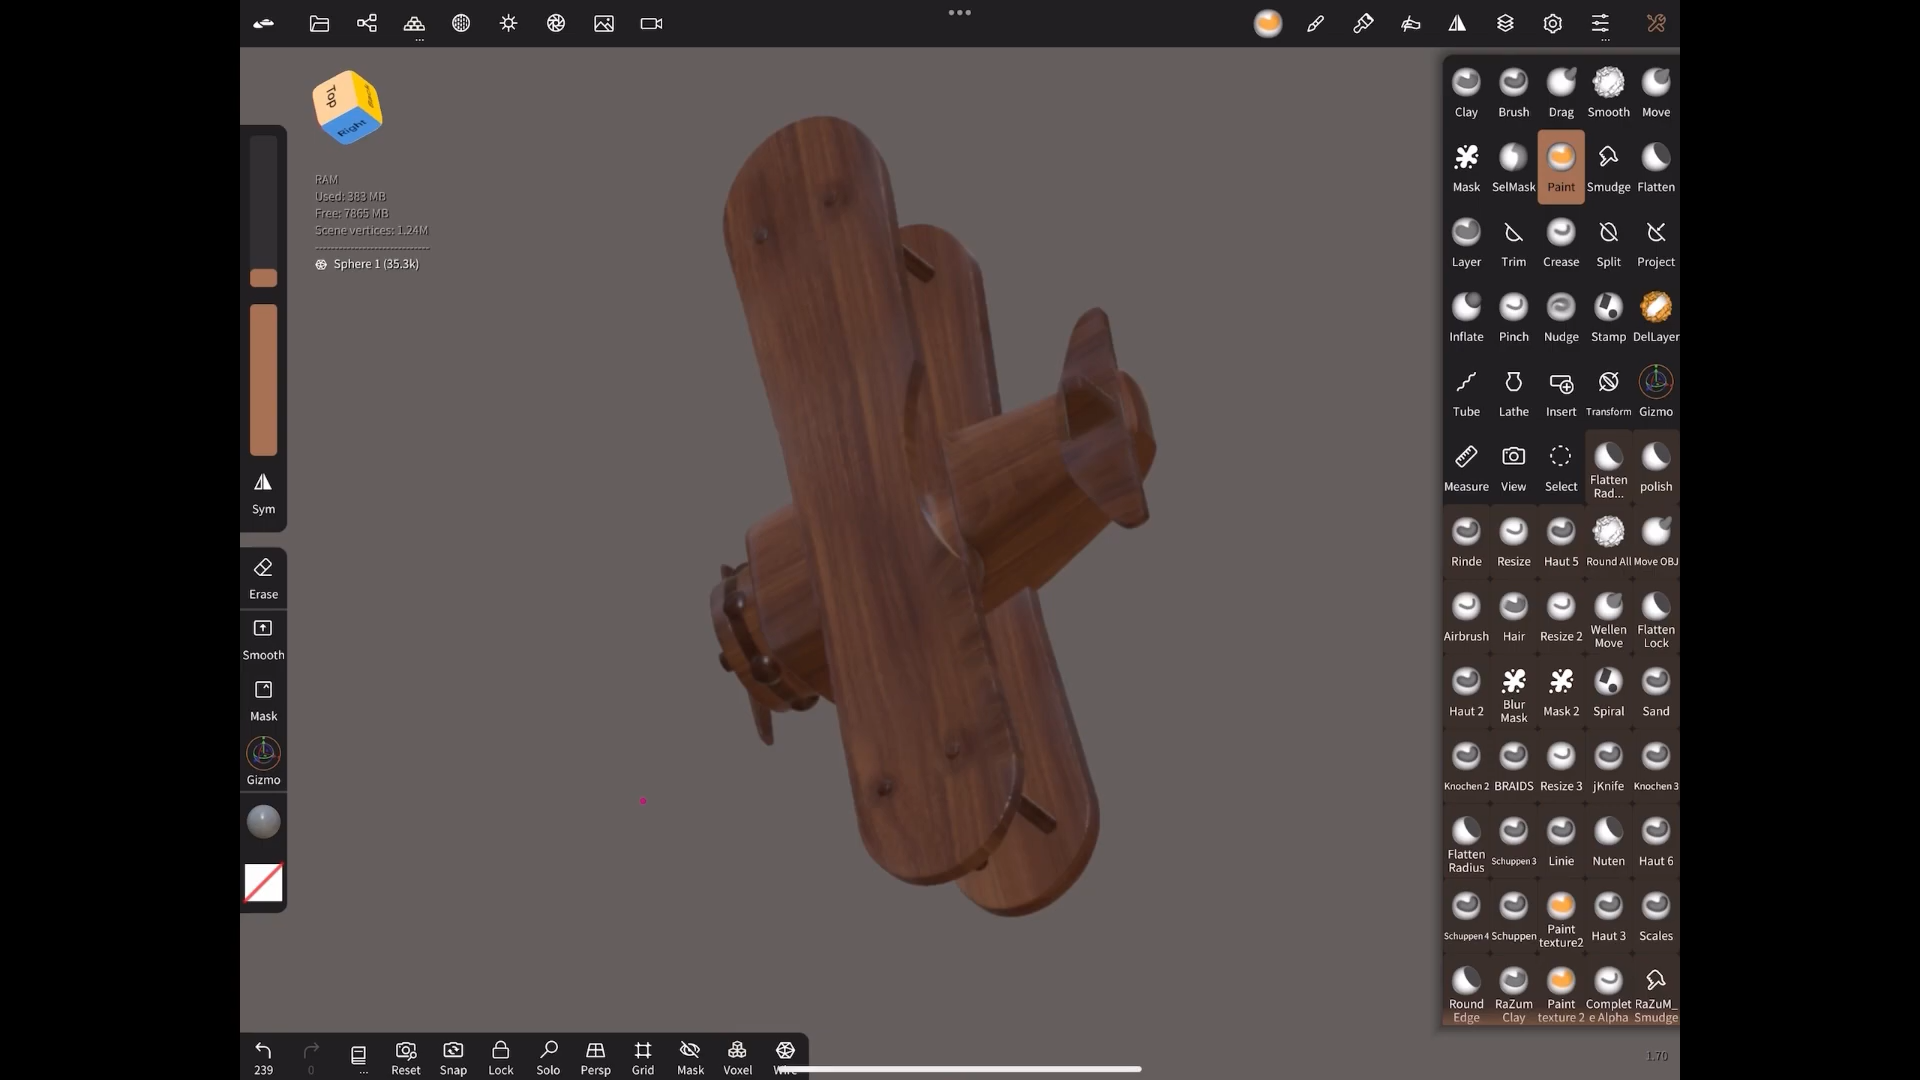 Top
Back
Right
RAM
Used: 383 MB
Free: 7865 MB
Scene vertices: 1.24M
Sphere 1 (35.3k)
Sym
Erase
Smooth
Mask
Gizmo
Clay Brush Drag Smooth Move
Mask SelMask Paint Smudge Flatten
Layer Trim Crease Split Project
Inflate Pinch Nudge Stamp DelLayer
Tube Lathe Insert Transform Gizmo
Measure View Select Flatten Rad... polish
Rinde Resize Haut 5 Round All Move OBJ
Airbrush Hair Resize 2 Wellen Move Flatten Lock
Haut 2 Blur Mask Mask 2 Spiral Sand
Knochen 2 BRAIDS Resize 3 jKnife Knochen 3
Flatten Radius Schuppen 3 Linie Nuten Haut 6
Schuppen 4 Schuppen Paint texture2 Haut 3 Scales
Round Edge RaZum Clay Paint texture 2 Complet e Alpha RaZuM_ Smudge
239 0 ... Reset Snap Lock Solo Persp Grid Mask Voxel Wire
1.70